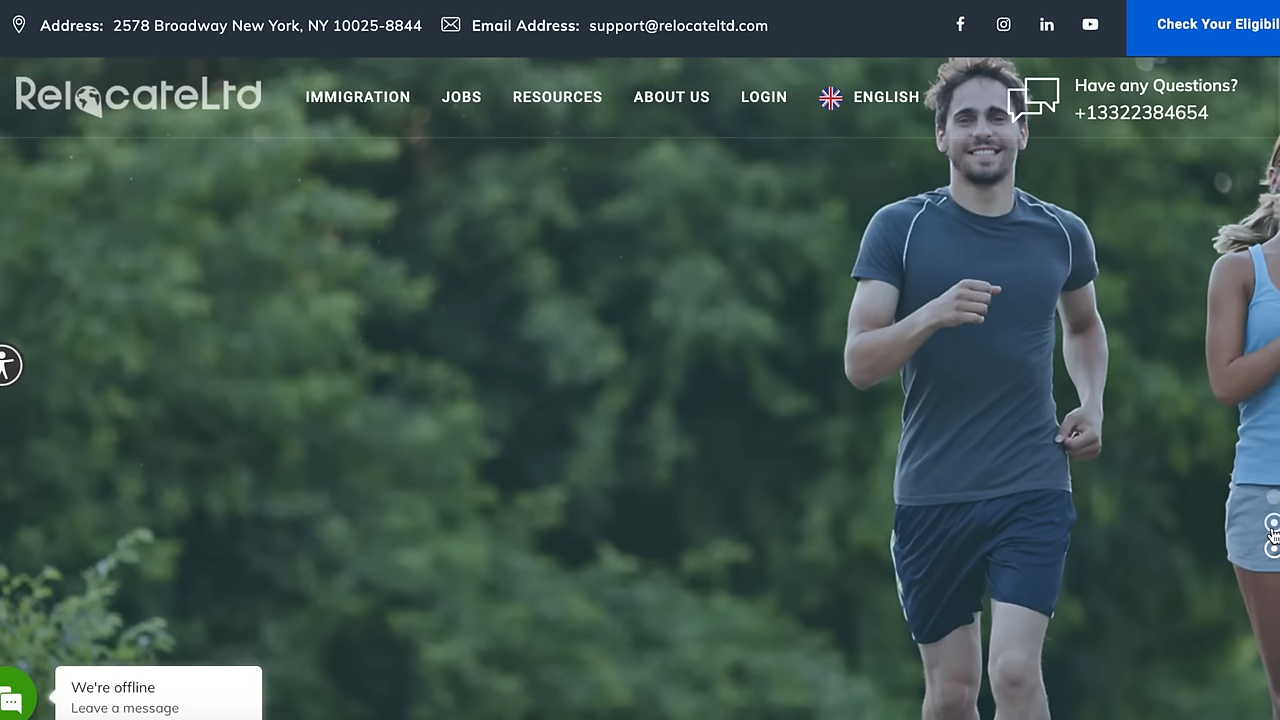 Address: 2578 Broadway New York, NY 10025-8844 Email Address: support@relocateltd.com Check Your Eligibil
RelocateLtd IMMIGRATION JOBS RESOURCES ABOUT US LOGIN ENGLISH
Have any Questions?
+13322384654
We're offline
Leave a message